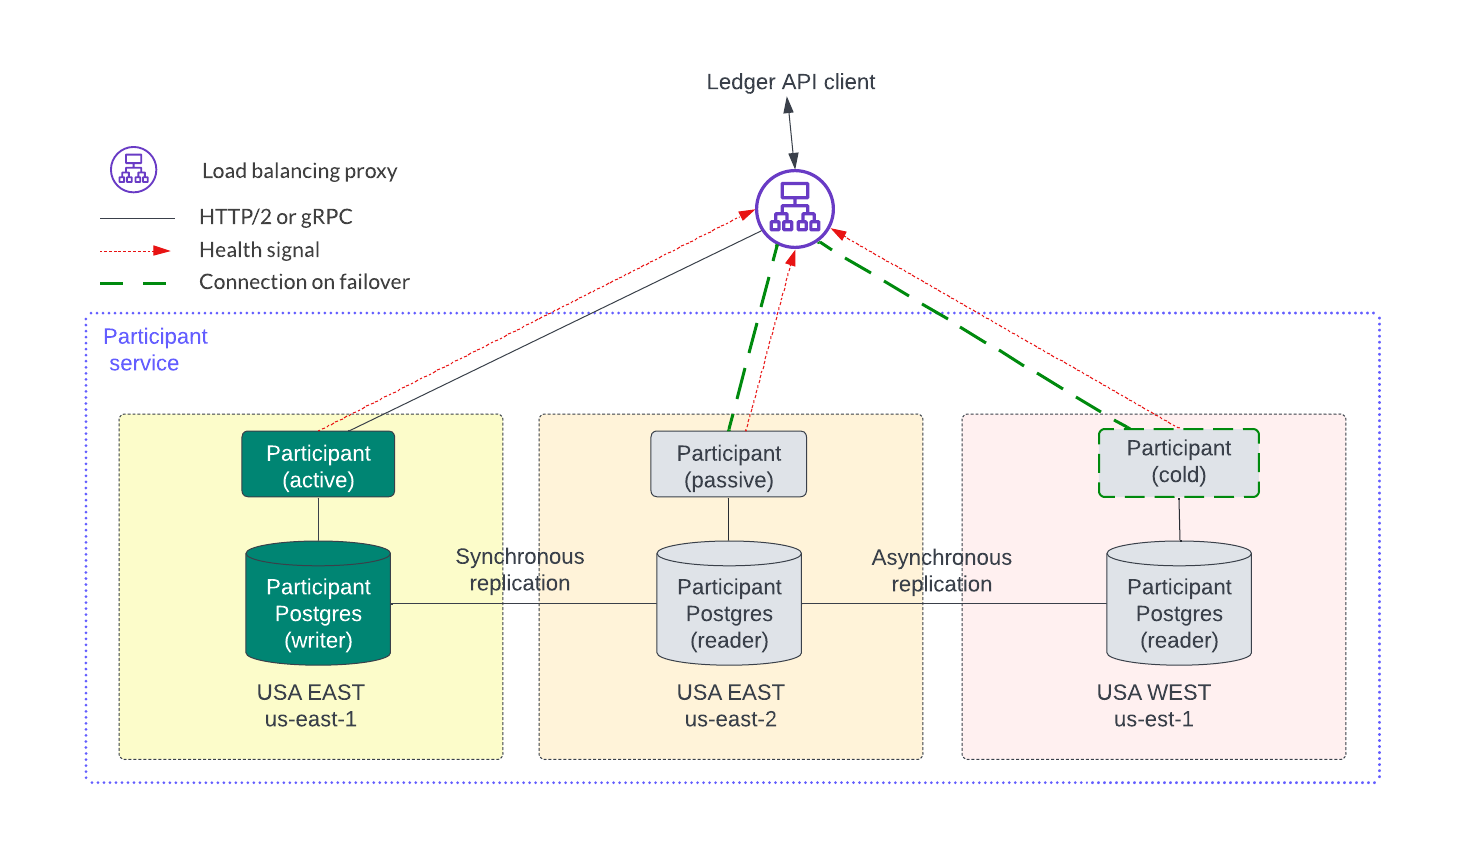 Ledger API client
Load balancing proxy
HTTP/2 or gRPC
Health signal
Connection on failover
Participant
service
Participant
(active)
Participant
(passive)
Participant
(cold)
Synchronous
replication
Asynchronous
replication
Participant
Postgres
(writer)
Participant
Postgres
(reader)
Participant
Postgres
(reader)
USA EAST
us-east-1
USA EAST
us-east-2
USA WEST
us-est-1